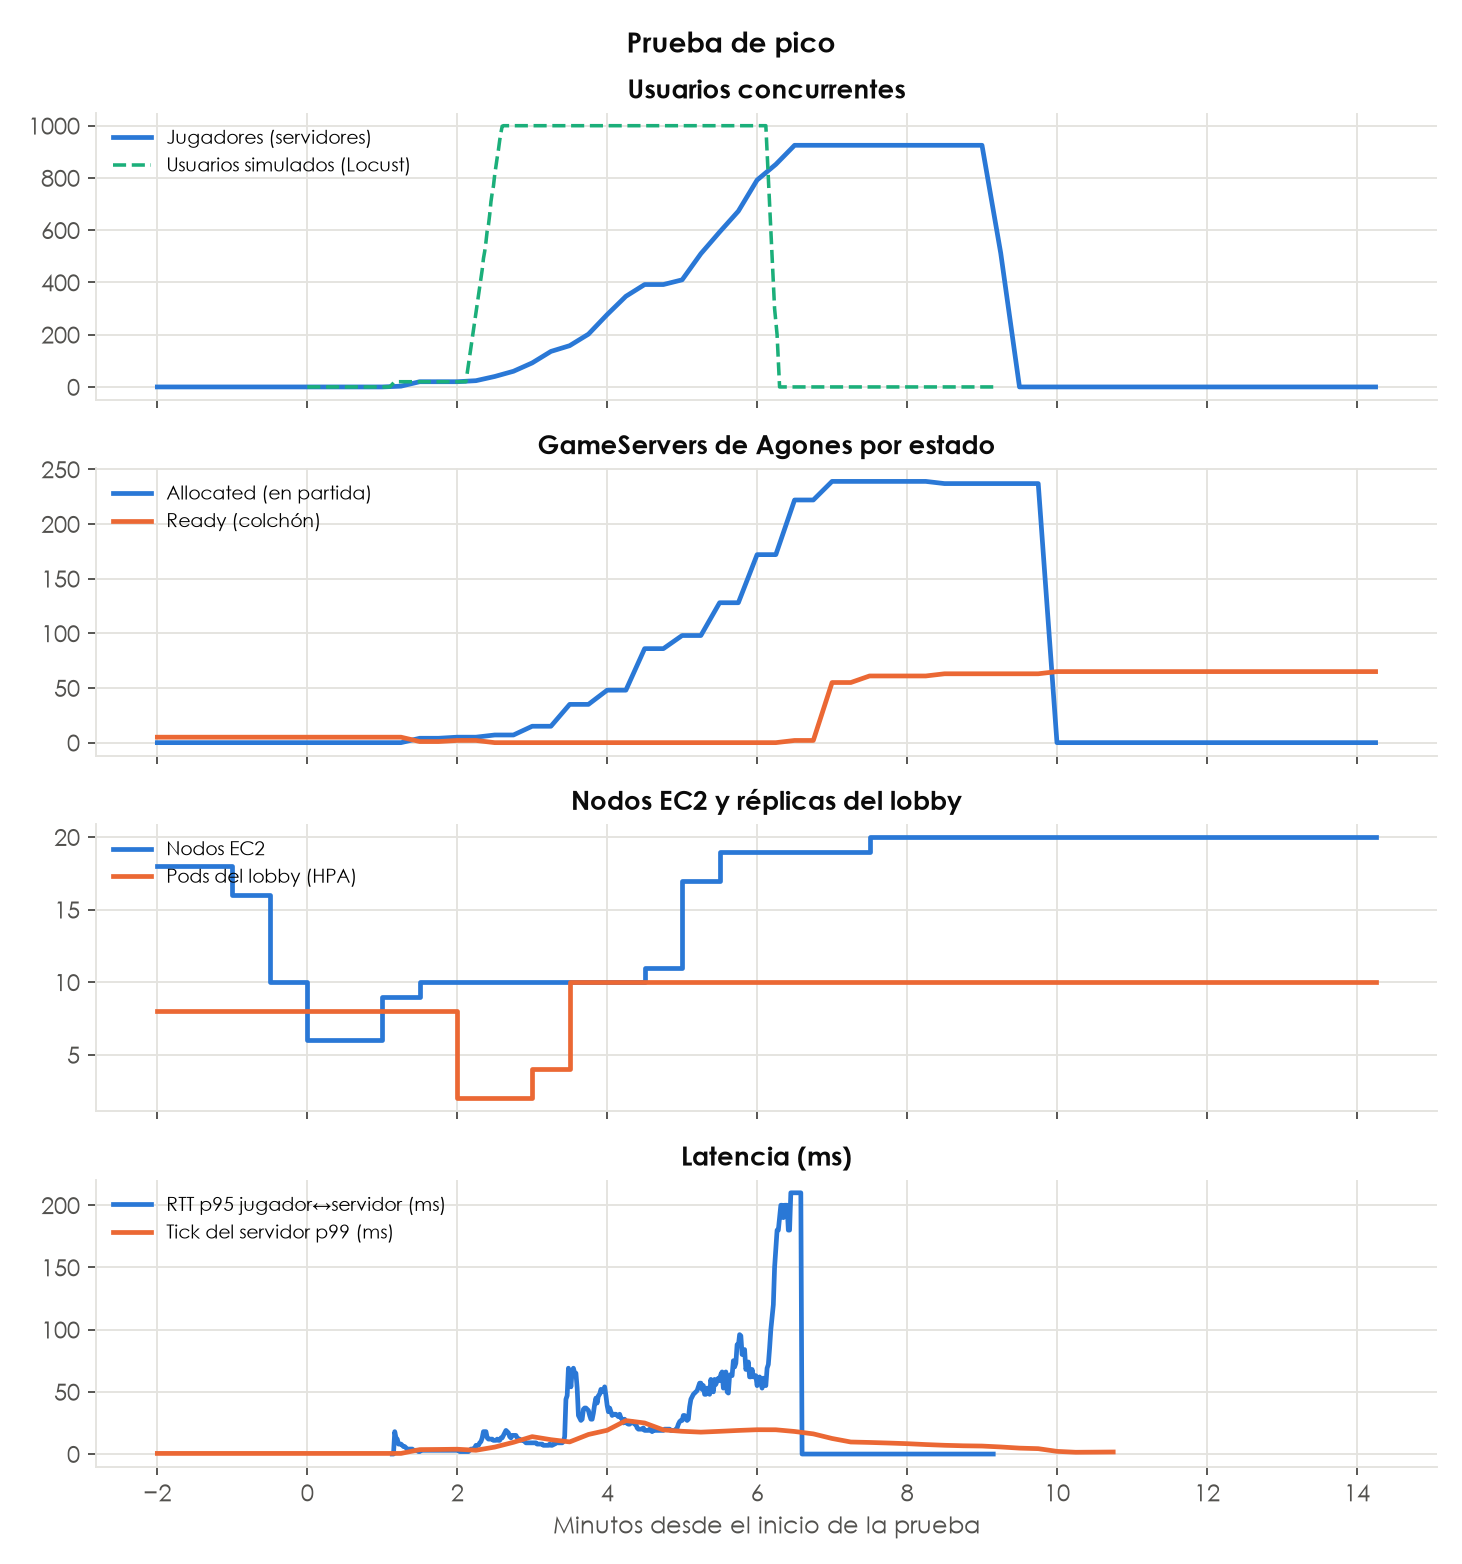 Prueba de pico
Usuarios concurrentes
1000
800
600
400
200
0
Jugadores (servidores)
Usuarios simulados (Locust)
GameServers de Agones por estado
250
200
150
100
50
0
Allocated (en partida)
Ready (colchón)
Nodos EC2 y réplicas del lobby
20
15
10
5
Nodos EC2
Pods del lobby (HPA)
Latencia (ms)
200
150
100
50
0
RTT p95 jugador↔servidor (ms)
Tick del servidor p99 (ms)
−2 0 2 4 6 8 10 12 14
Minutos desde el inicio de la prueba